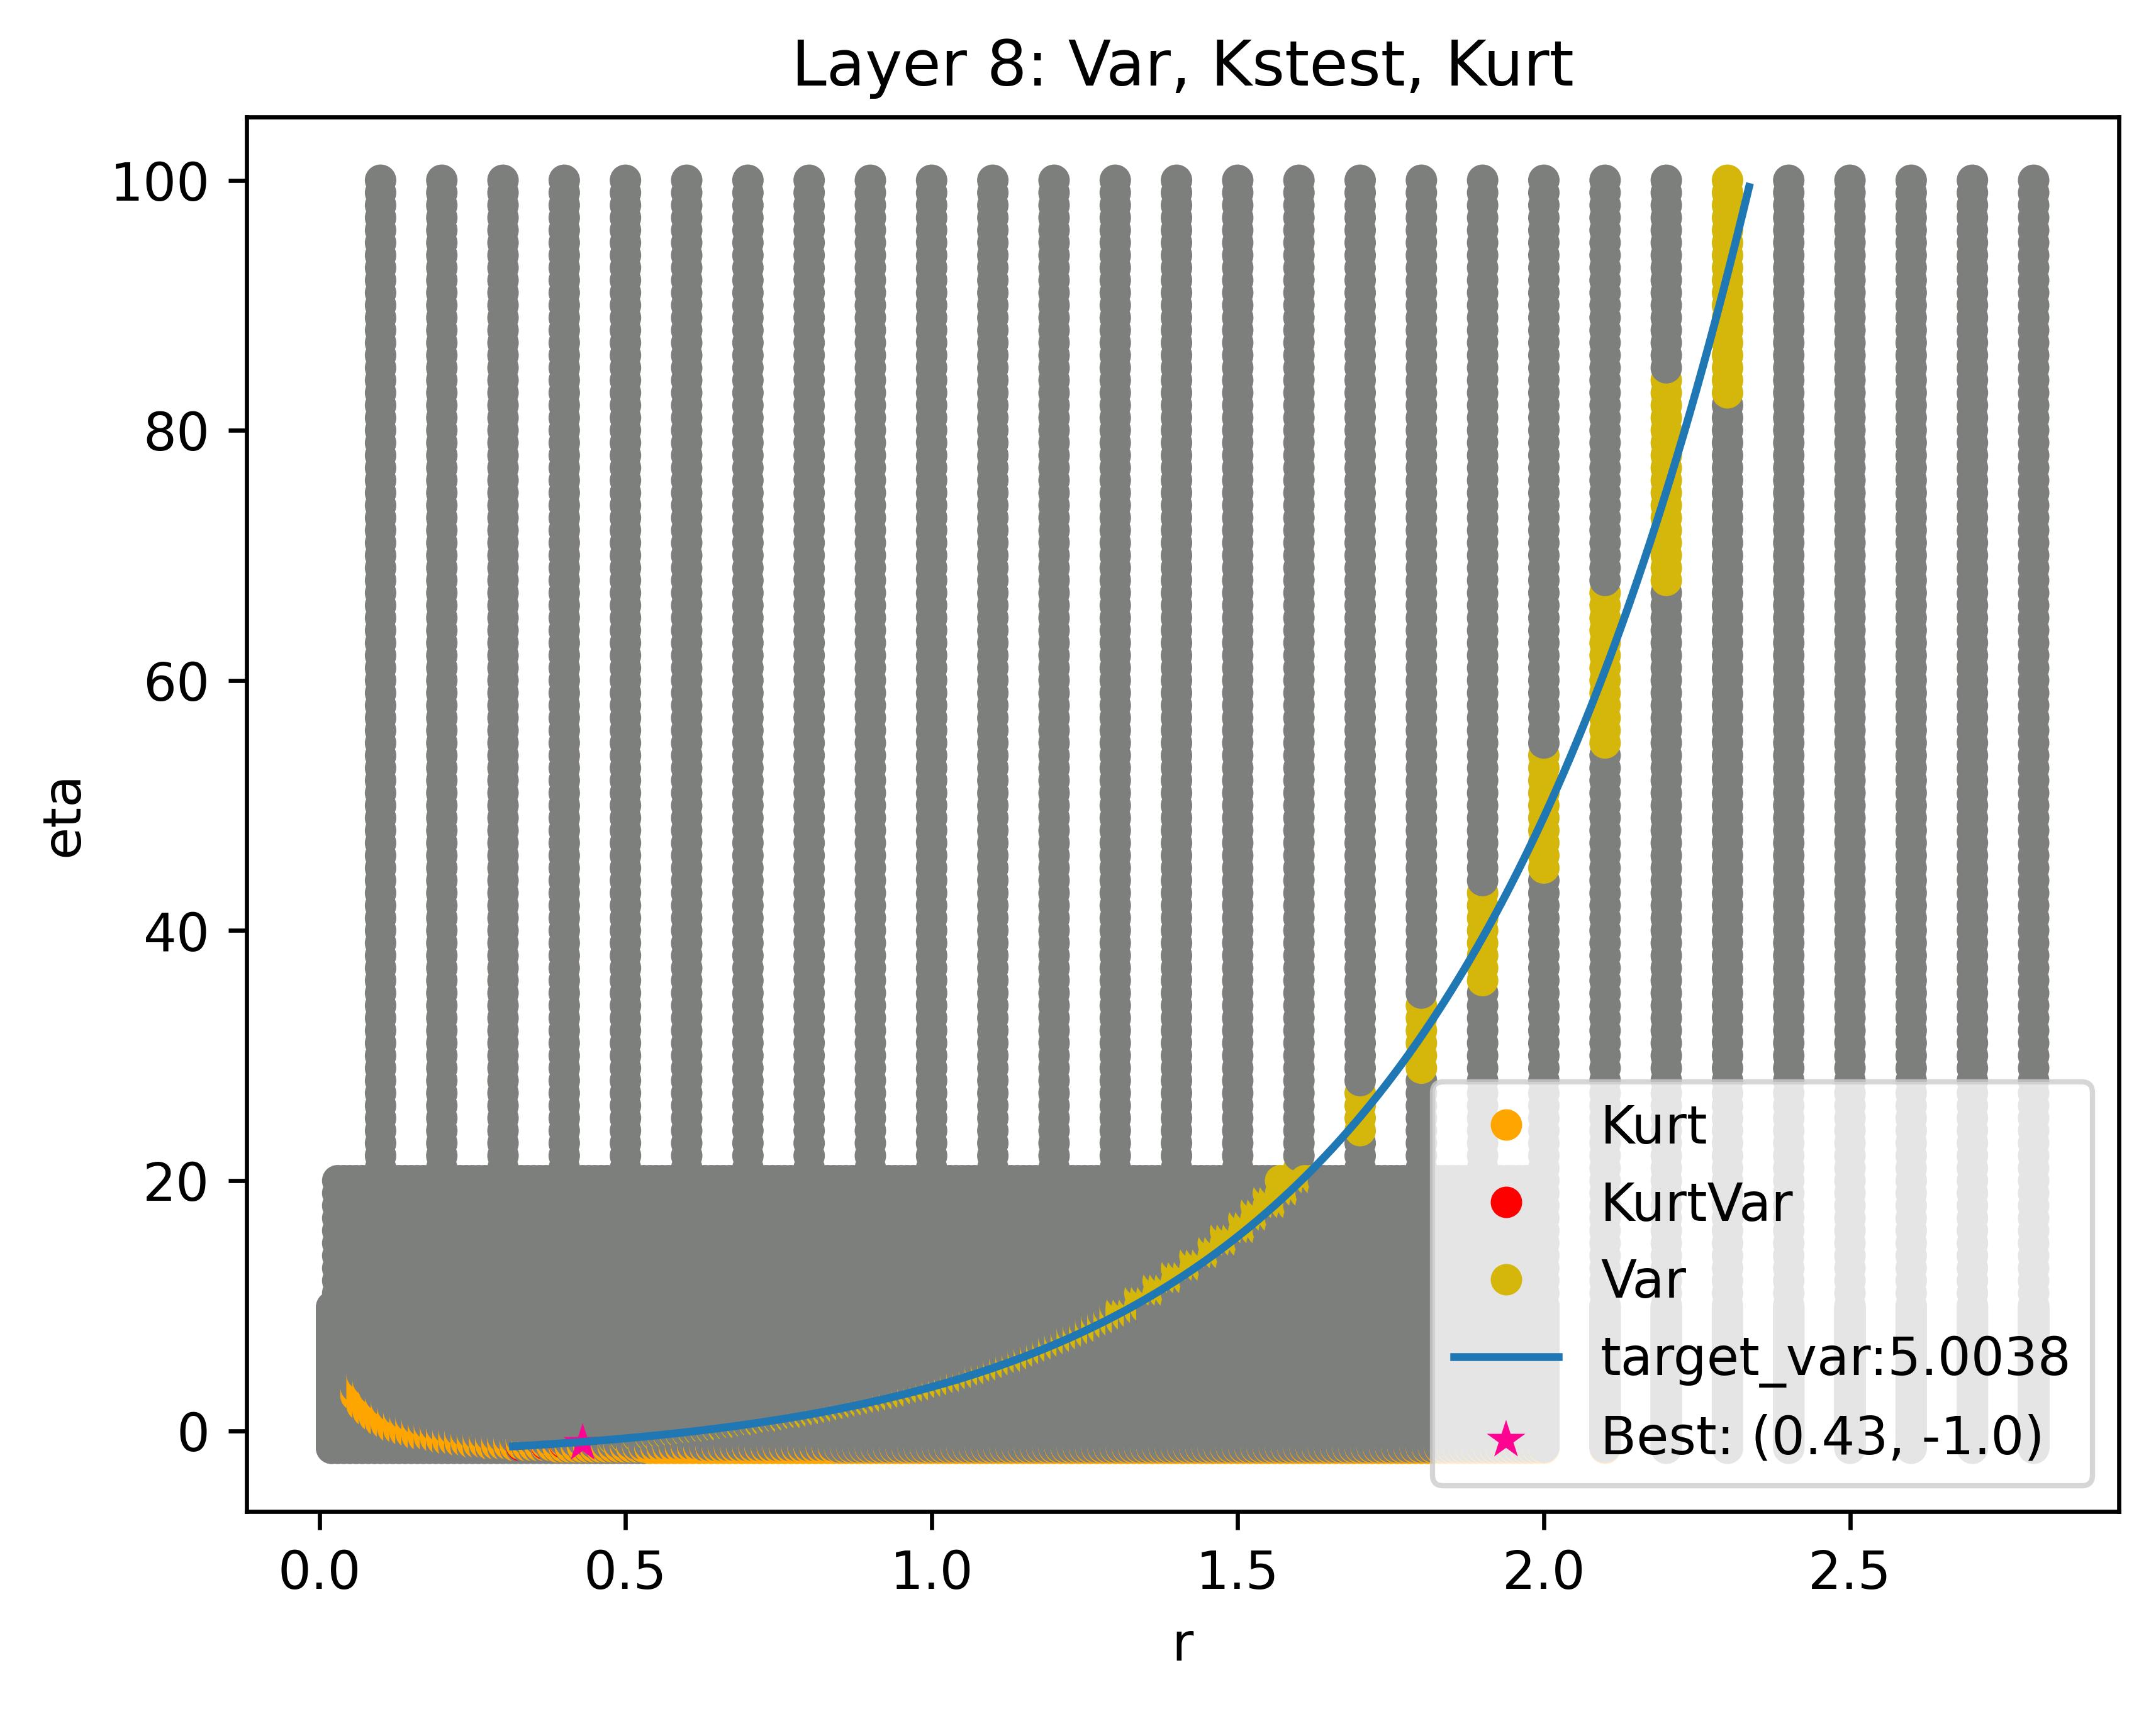 Layer 8: Var, Kstest, Kurt
100
80
60
40
20
0
eta
Kurt
KurtVar
Var
target_var:5.0038
Best: (0.43, -1.0)
0.0 0.5 1.0 1.5 2.0 2.5
r